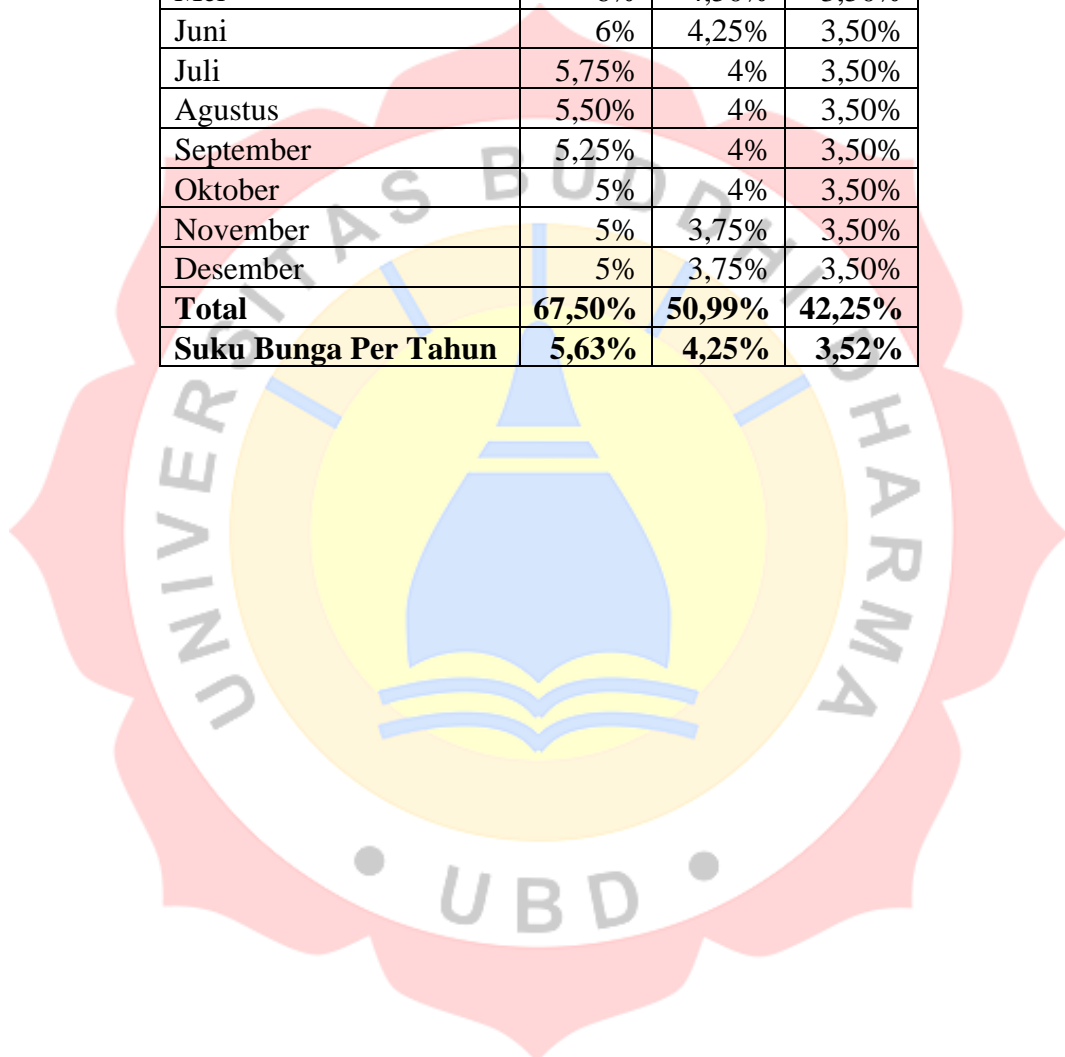 Juni 6% 4,25% 3,50%
Juli 5,75% 4% 3,50%
Agustus 5,50% 4% 3,50%
September 5,25% 4% 3,50%
Oktober 5% 4% 3,50%
November 5% 3,75% 3,50%
Desember 5% 3,75% 3,50%
Total 67,50% 50,99% 42,25%
Suku Bunga Per Tahun 5,63% 4,25% 3,52%
UNIVERSITAS BUDDHI DHARMA
• UBD •